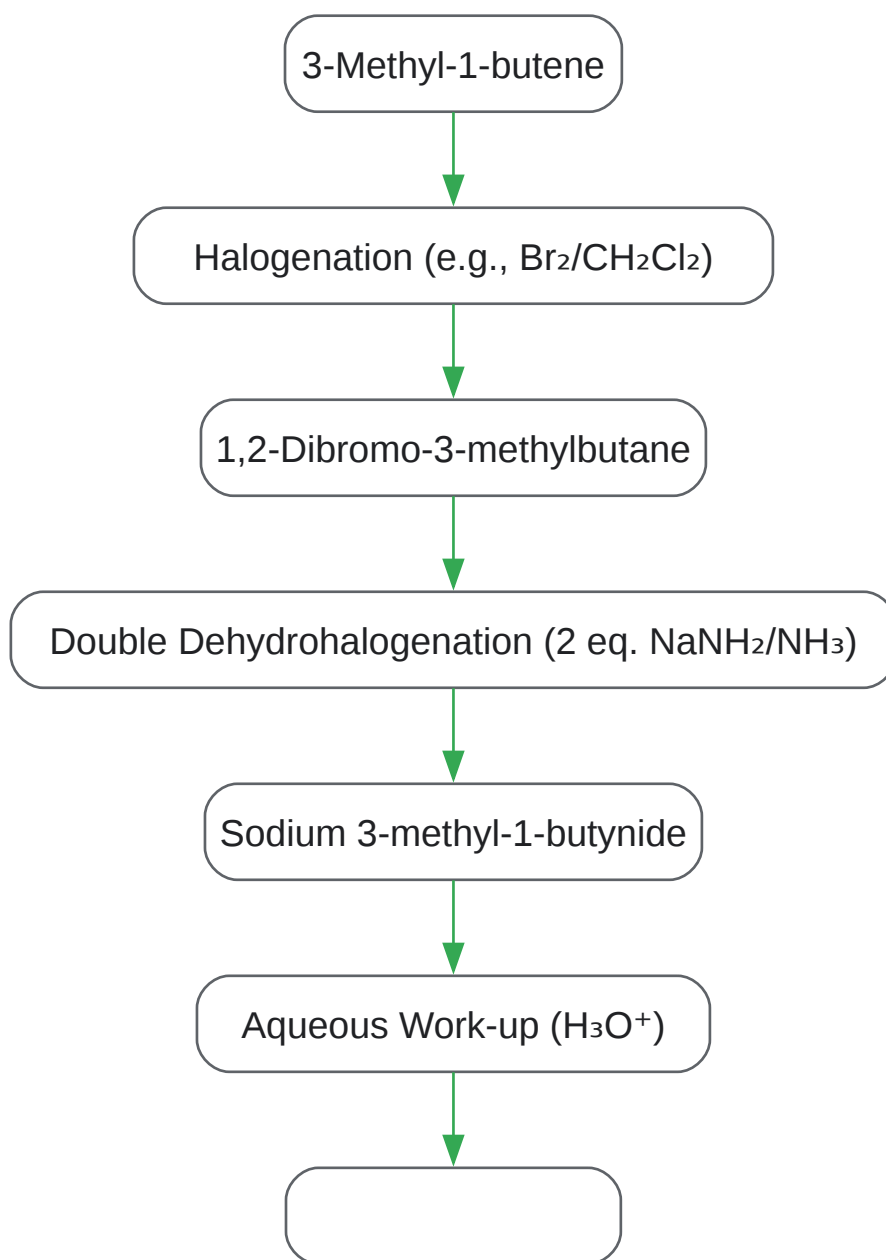 3-Methyl-1-butene
Halogenation (e.g., Br₂/CH₂Cl₂)
1,2-Dibromo-3-methylbutane
Double Dehydrohalogenation (2 eq. NaNH₂/NH₃)
Sodium 3-methyl-1-butynide
Aqueous Work-up (H₃O⁺)